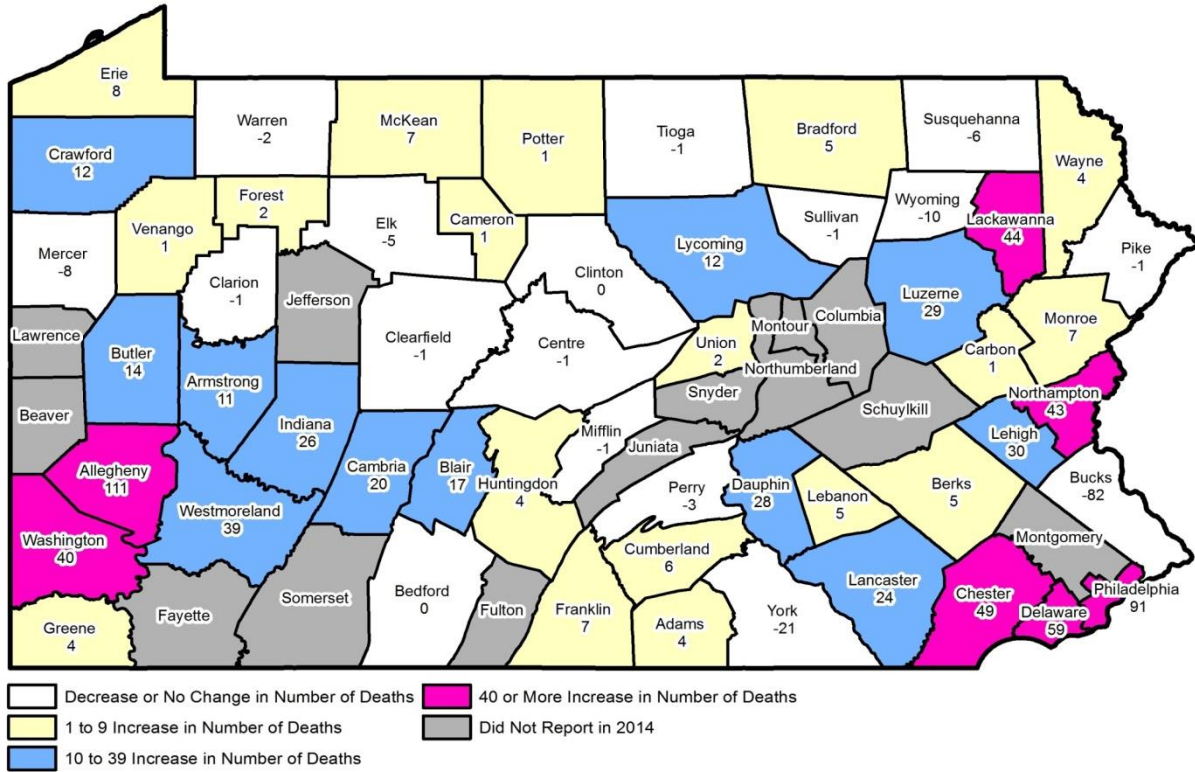 Erie
8
Warren
-2
McKean
7
Potter
1
Tioga
-1
Bradford
5
Susquehanna
-6
Wayne
4
Crawford
12
Forest
2
Venango
1
Elk
-5
Cameron
1
Clinton
0
Lycoming
12
Sullivan
-1
Wyoming
-10
Lackawanna
44
Pike
-1
Mercer
-8
Clarion
-1
Jefferson
Clearfield
-1
Centre
-1
Union
2
Montour
Columbia
Luzerne
29
Monroe
7
Carbon
1
Lawrence
Butler
14
Armstrong
11
Indiana
26
Northumberland
Snyder
Schuylkill
Northampton
43
Lehigh
30
Beaver
Allegheny
111
Westmoreland
39
Cambria
20
Blair
17
Huntingdon
4
Mifflin
-1
Juniata
Perry
-3
Dauphin
28
Lebanon
5
Berks
5
Bucks
-82
Montgomery
Washington
40
Greene
4
Fayette
Somerset
Bedford
0
Fulton
Franklin
7
Cumberland
6
Adams
4
York
-21
Lancaster
24
Chester
49
Delaware
59
Philadelphia
91
Decrease or No Change in Number of Deaths
1 to 9 Increase in Number of Deaths
10 to 39 Increase in Number of Deaths
40 or More Increase in Number of Deaths
Did Not Report in 2014